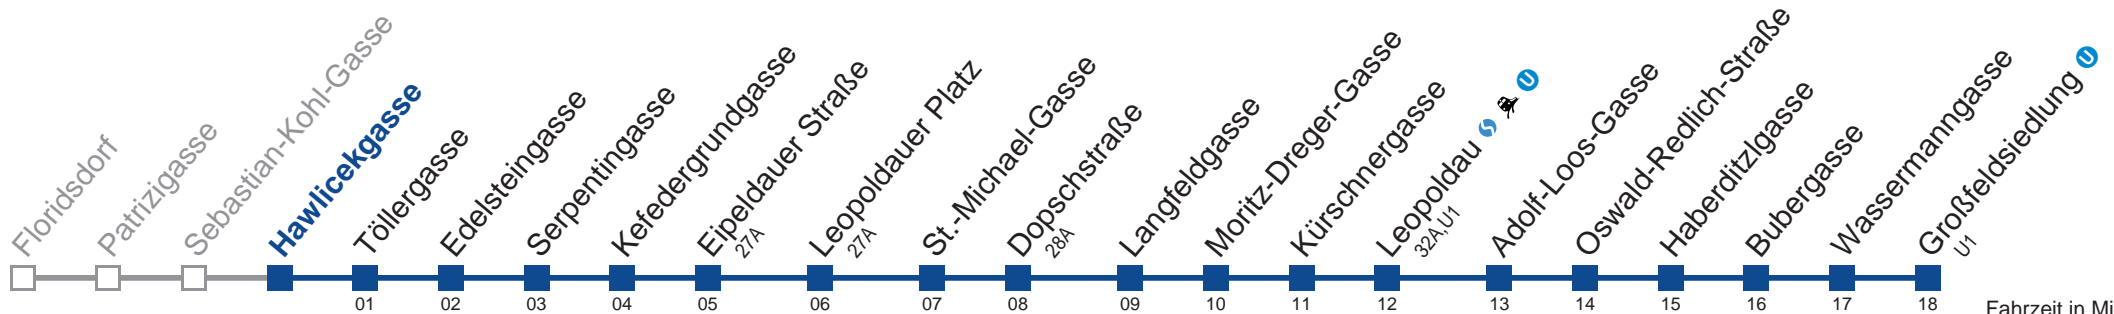 Floridsdorf
Patrizigasse
Sebastian-Kohl-Gasse
Hawlicekgasse
Töllergasse
Edelsteingasse
Serpentingasse
Kefedergrundgasse
Eipeldauer Straße
27A
Leopoldauer Platz
27A
St.-Michael-Gasse
Dopschstraße
28A
Langfeldgasse
Moritz-Dreger-Gasse
Kürschnergasse
Leopoldau S U
32A,U1
Adolf-Loos-Gasse
Oswald-Redlich-Straße
Haberditzlgasse
Bubergasse
Wassermanngasse
Großfeldsiedlung U
U1
01 02 03 04 05 06 07 08 09 10 11 12 13 14 15 16 17 18
Fahrzeit in Mi